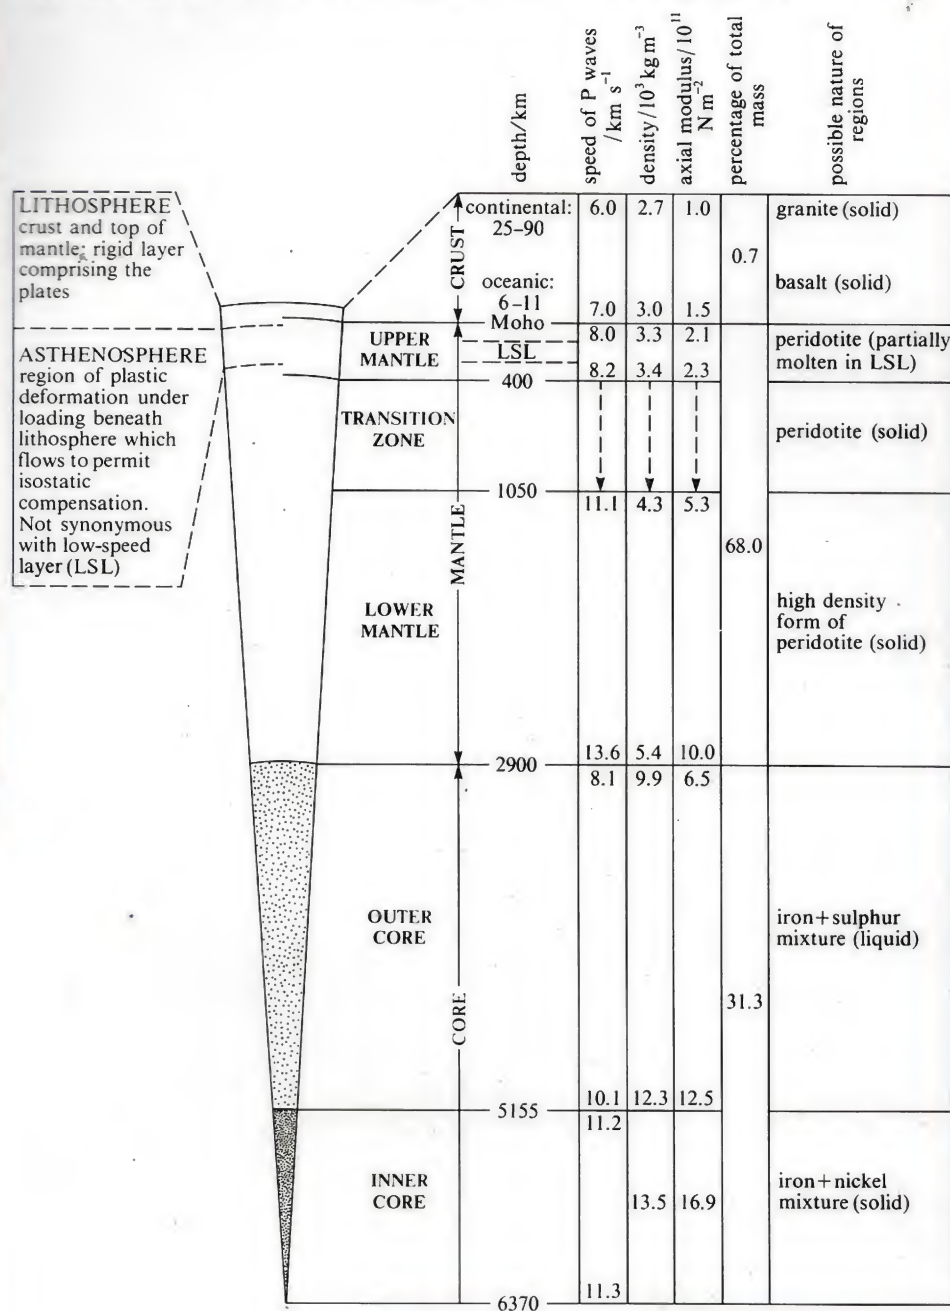 depth/km
speed of P waves
/km s⁻¹
density/10³ kg m⁻³
axial modulus/10¹¹
N m⁻²
percentage of total
mass
possible nature of
regions
LITHOSPHERE
crust and top of
mantle; rigid layer
comprising the
plates
ASTHENOSPHERE
region of plastic
deformation under
loading beneath
lithosphere which
flows to permit
isostatic
compensation.
Not synonymous
with low-speed
layer (LSL)
CRUST
continental: 6.0 2.7 1.0 granite (solid)
25–90
0.7
oceanic: basalt (solid)
6–11 7.0 3.0 1.5
Moho
UPPER
MANTLE
8.0 3.3 2.1 peridotite (partially
LSL molten in LSL)
8.2 3.4 2.3
400
TRANSITION
ZONE
peridotite (solid)
1050
MANTLE
11.1 4.3 5.3
68.0
LOWER
MANTLE
high density
form of
peridotite (solid)
13.6 5.4 10.0
2900
8.1 9.9 6.5
OUTER
CORE
iron+sulphur
mixture (liquid)
CORE
31.3
10.1 12.3 12.5
5155
11.2
INNER
CORE
13.5 16.9
iron+nickel
mixture (solid)
11.3
6370